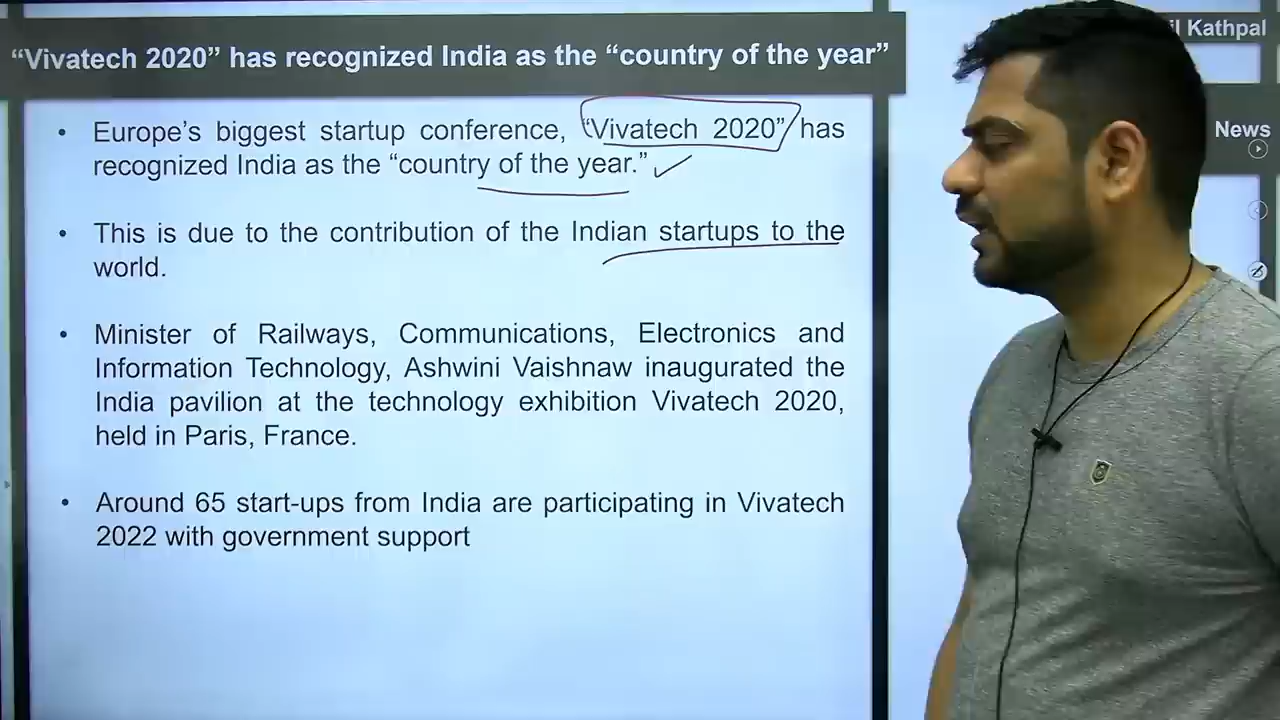 “Vivatech 2020” has recognized India as the “country of the year”
il Kathpal
News
• Europe’s biggest startup conference, “Vivatech 2020” has
recognized India as the “country of the year.”
• This is due to the contribution of the Indian startups to the
world.
• Minister of Railways, Communications, Electronics and
Information Technology, Ashwini Vaishnaw inaugurated the
India pavilion at the technology exhibition Vivatech 2020,
held in Paris, France.
• Around 65 start-ups from India are participating in Vivatech
2022 with government support